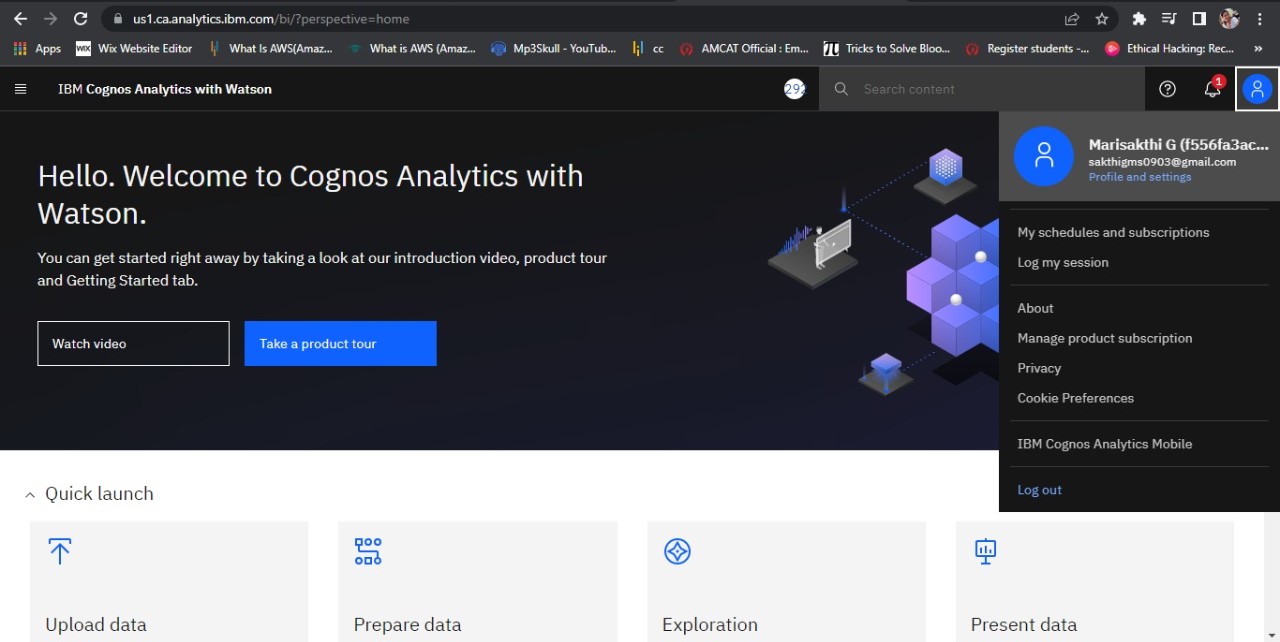 us1.ca.analytics.ibm.com/bi/?perspective=home
Apps Wix Website Editor What Is AWS(Amaz... What is AWS (Amaz... Mp3Skull - YouTub... cc AMCAT Official : Em... Tricks to Solve Bloo... Register students -... Ethical Hacking: Rec... »
IBM Cognos Analytics with Watson
292
Search content
1
Marisakthi G (f556fa3ac...
sakthigms0903@gmail.com
Profile and settings
Hello. Welcome to Cognos Analytics with
Watson.
You can get started right away by taking a look at our introduction video, product tour
and Getting Started tab.
Watch video
Take a product tour
My schedules and subscriptions
Log my session
About
Manage product subscription
Privacy
Cookie Preferences
IBM Cognos Analytics Mobile
Log out
Quick launch
Upload data
Prepare data
Exploration
Present data